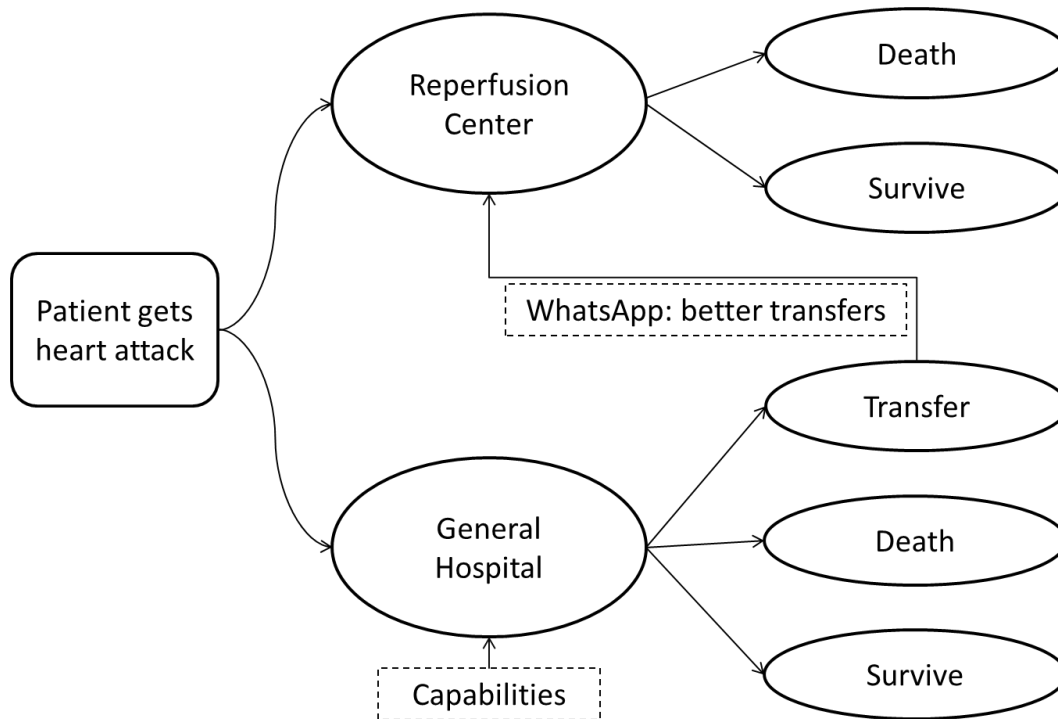 Death
Reperfusion
Center
Survive
Patient gets
heart attack
WhatsApp: better transfers
Transfer
General
Hospital
Death
Survive
Capabilities